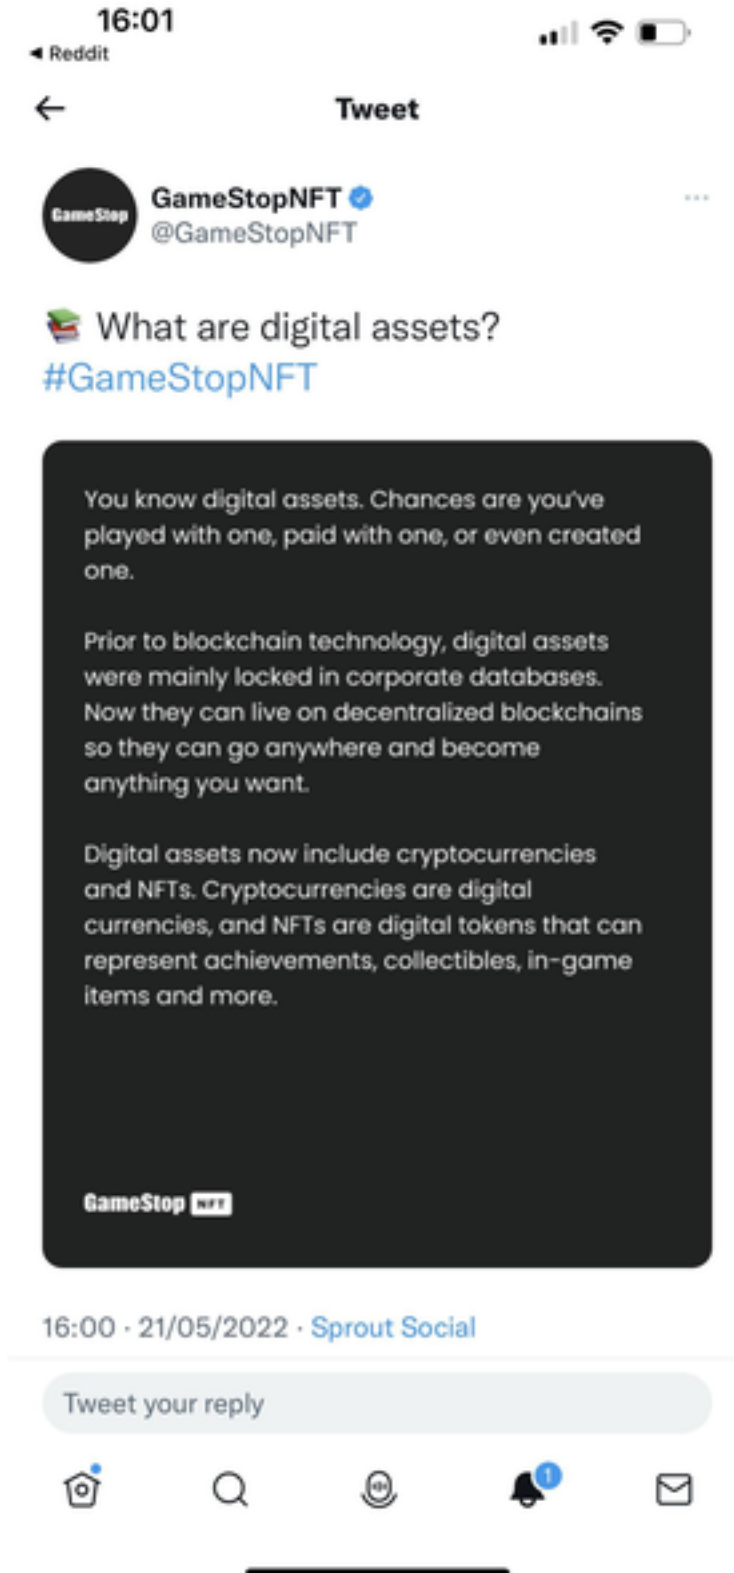 16:01
◀ Reddit
Tweet
GameStop
GameStopNFT
@GameStopNFT
📚 What are digital assets?
#GameStopNFT
You know digital assets. Chances are you've
played with one, paid with one, or even created
one.
Prior to blockchain technology, digital assets
were mainly locked in corporate databases.
Now they can live on decentralized blockchains
so they can go anywhere and become
anything you want.
Digital assets now include cryptocurrencies
and NFTs. Cryptocurrencies are digital
currencies, and NFTs are digital tokens that can
represent achievements, collectibles, in-game
items and more.
GameStop NFT
16:00 · 21/05/2022 · Sprout Social
Tweet your reply
1